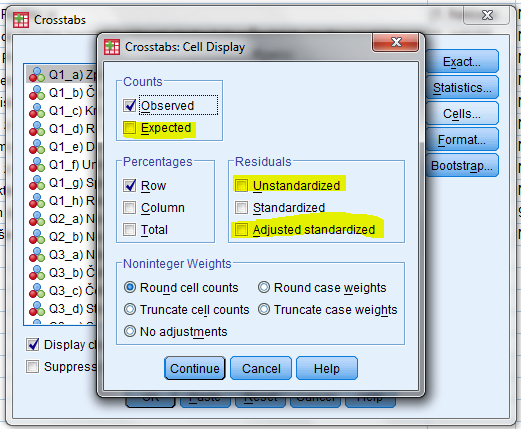 Crosstabs
Crosstabs: Cell Display
Q1_a) Zp
Q1_b) Č
Q1_c) Kr
Q1_d) R
Q1_e) D
Q1_f) Un
Q1_g) Sp
Q1_h) R
Q2_a) N
Q2_a) N
Q3_b) Č
Q3_c) G
Q3_d) St
Display cl
Suppress
Counts
Observed
Expected
Percentages
Row
Column
Total
Residuals
Unstandardized
Standardized
Adjusted standardized
Noninteger Weights
Round cell counts Round case weights
Truncate cell counts Truncate case weights
No adjustments
Continue Cancel Help
Exact...
Statistics...
Cells...
Format...
Bootstrap...
OK Paste Reset Cancel Help